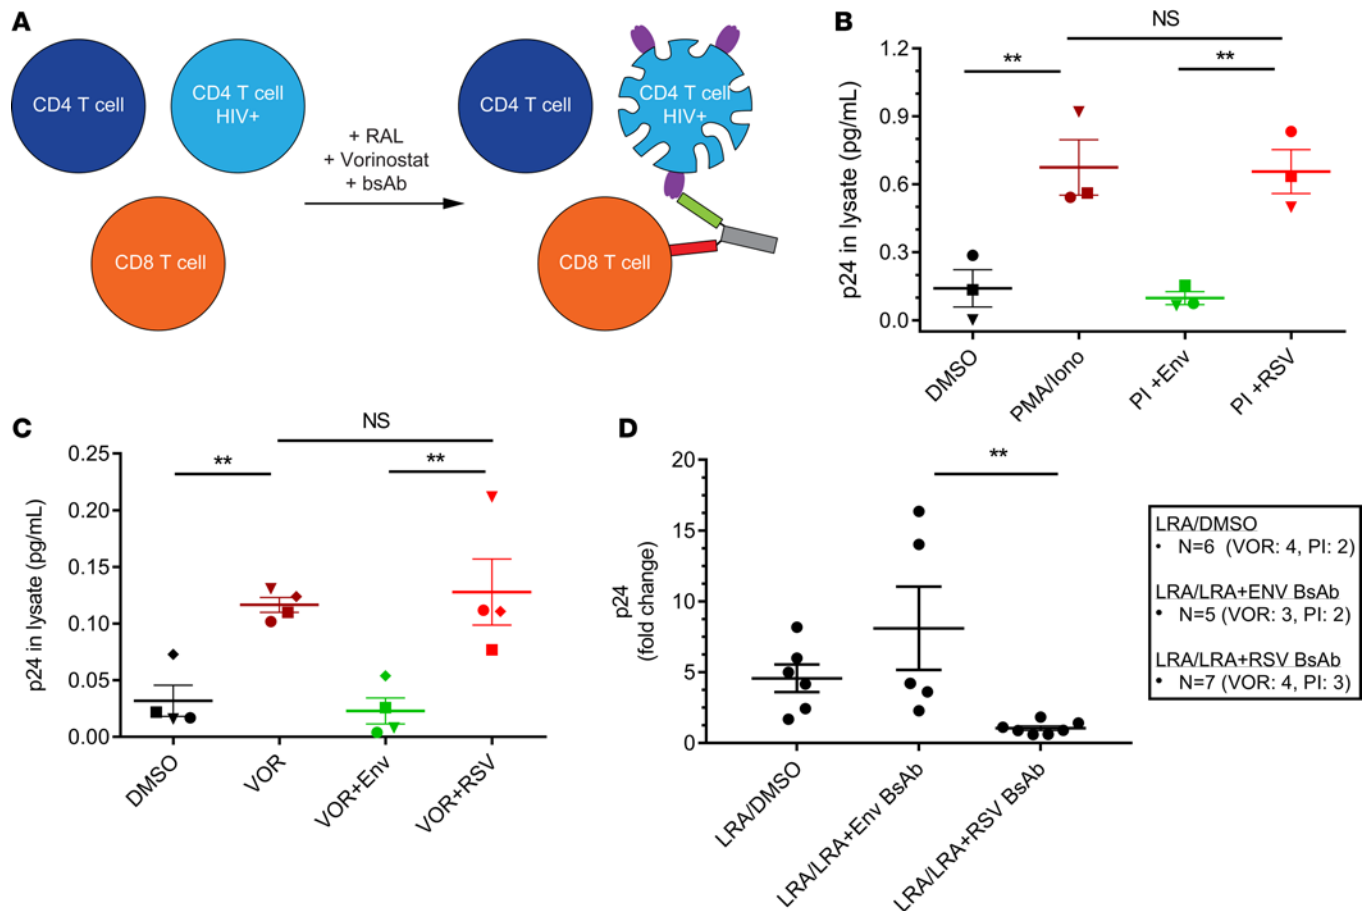 A
CD4 T cell
CD4 T cell
HIV+
CD8 T cell
+ RAL
+ Vorinostat
+ bsAb
CD4 T cell
CD4 T cell
HIV+
CD8 T cell
B
NS
**
**
p24 in lysate (pg/mL)
1.2
0.9
0.6
0.3
0.0
DMSO
PMA/Iono
PI +Env
PI +RSV
C
NS
**
**
p24 in lysate (pg/mL)
0.25
0.20
0.15
0.10
0.05
0.00
DMSO
VOR
VOR+Env
VOR+RSV
D
**
p24
(fold change)
20
15
10
5
0
LRA/DMSO
LRA/LRA+Env BsAb
LRA/LRA+RSV BsAb
LRA/DMSO
• N=6 (VOR: 4, PI: 2)
LRA/LRA+ENV BsAb
• N=5 (VOR: 3, PI: 2)
LRA/LRA+RSV BsAb
• N=7 (VOR: 4, PI: 3)